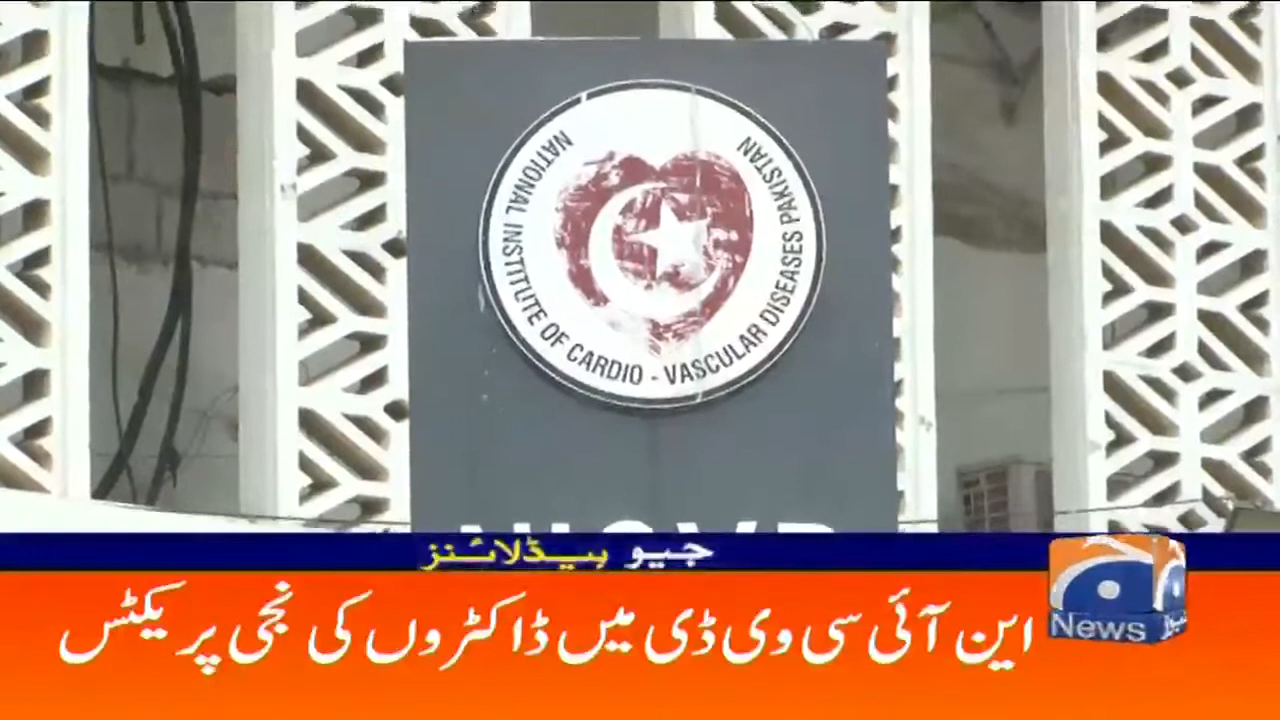 NATIONAL INSTITUTE OF CARDIO - VASCULAR DISEASES PAKISTAN
جیو ہیڈلائنز
این آئی سی وی ڈی میں ڈاکٹروں کی نجی پریکٹس
News نیوز